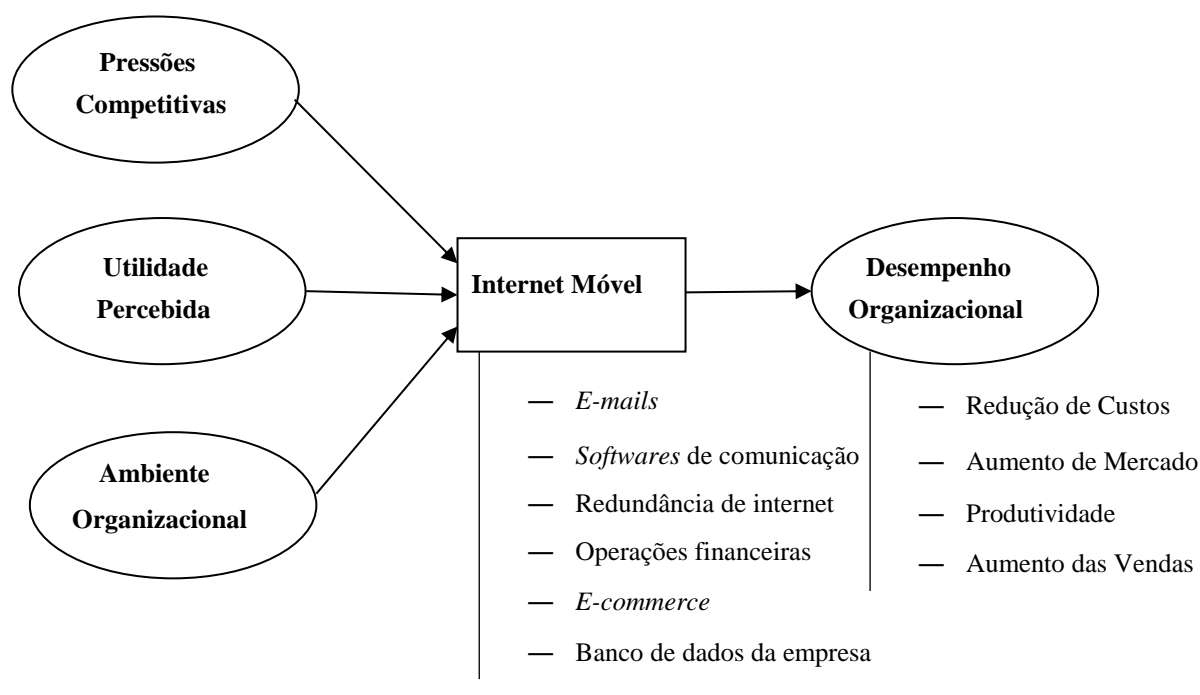 Pressões
Competitivas
Utilidade
Percebida
Ambiente
Organizacional
Internet Móvel
— E-mails
— Softwares de comunicação
— Redundância de internet
— Operações financeiras
— E-commerce
— Banco de dados da empresa
Desempenho
Organizacional
— Redução de Custos
— Aumento de Mercado
— Produtividade
— Aumento das Vendas